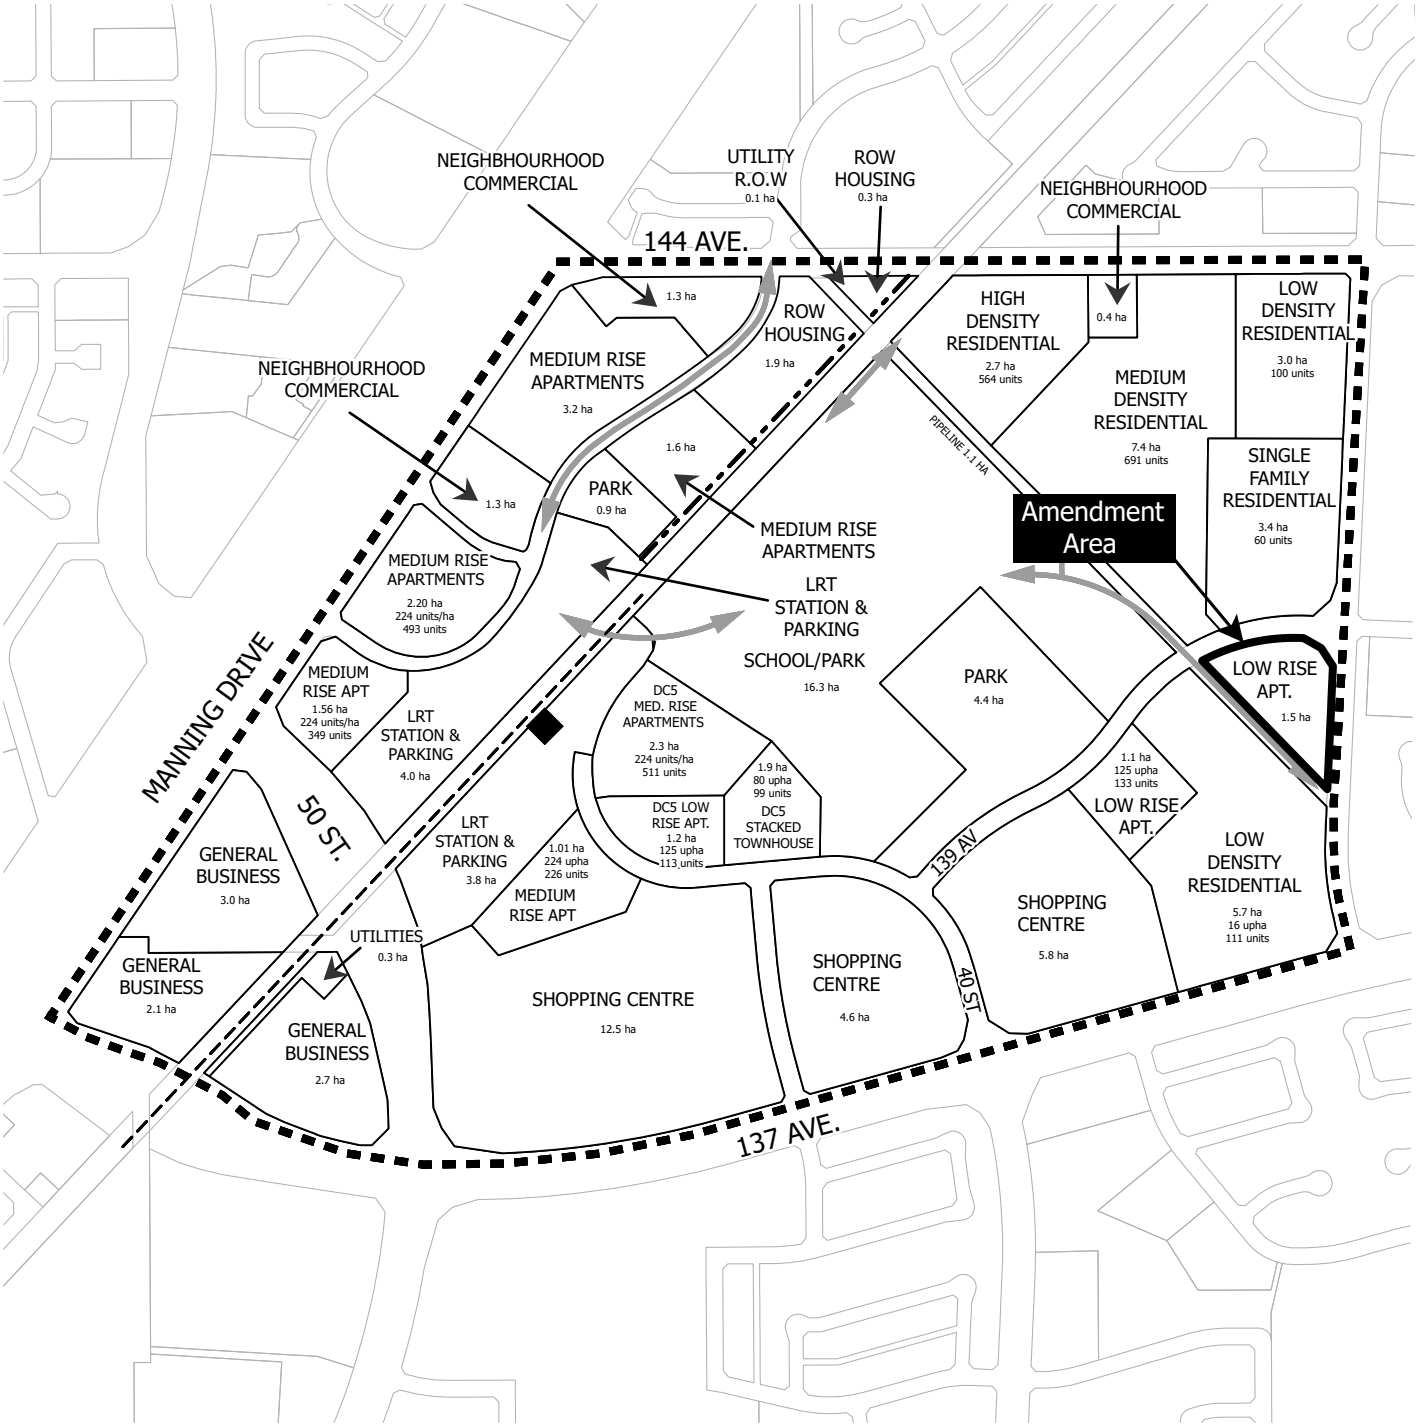 NEIGHBHOURHOOD
COMMERCIAL
UTILITY
R.O.W
0.1 ha
ROW
HOUSING
0.3 ha
NEIGHBHOURHOOD
COMMERCIAL
144 AVE.
1.3 ha
ROW
HOUSING
1.9 ha
HIGH
DENSITY
RESIDENTIAL
2.7 ha
564 units
0.4 ha
LOW
DENSITY
RESIDENTIAL
3.0 ha
100 units
MEDIUM RISE
APARTMENTS
3.2 ha
NEIGHBHOURHOOD
COMMERCIAL
MEDIUM
DENSITY
RESIDENTIAL
7.4 ha
691 units
PIPELINE 1.1 HA
1.6 ha
SINGLE
FAMILY
RESIDENTIAL
3.4 ha
60 units
1.3 ha
PARK
0.9 ha
Amendment
Area
MEDIUM RISE
APARTMENTS
MEDIUM RISE
APARTMENTS
2.20 ha
224 units/ha
493 units
LRT
STATION &
PARKING
SCHOOL/PARK
16.3 ha
PARK
4.4 ha
LOW RISE
APT.
1.5 ha
MANNING DRIVE
MEDIUM
RISE APT
1.56 ha
224 units/ha
349 units
LRT
STATION &
PARKING
4.0 ha
DC5
MED. RISE
APARTMENTS
2.3 ha
224 units/ha
511 units
1.9 ha
80 upha
99 units
DC5
STACKED
TOWNHOUSE
1.1 ha
125 upha
133 units
LOW RISE
APT.
50 ST.
LRT
STATION &
PARKING
3.8 ha
DC5 LOW
RISE APT.
1.2 ha
125 upha
113 units
1.01 ha
224 upha
226 units
MEDIUM
RISE APT
139 AV
GENERAL
BUSINESS
3.0 ha
LOW
DENSITY
RESIDENTIAL
5.7 ha
16 upha
111 units
SHOPPING
CENTRE
5.8 ha
UTILITIES
0.3 ha
GENERAL
BUSINESS
2.1 ha
SHOPPING CENTRE
12.5 ha
SHOPPING
CENTRE
4.6 ha
40 ST
GENERAL
BUSINESS
2.7 ha
137 AVE.